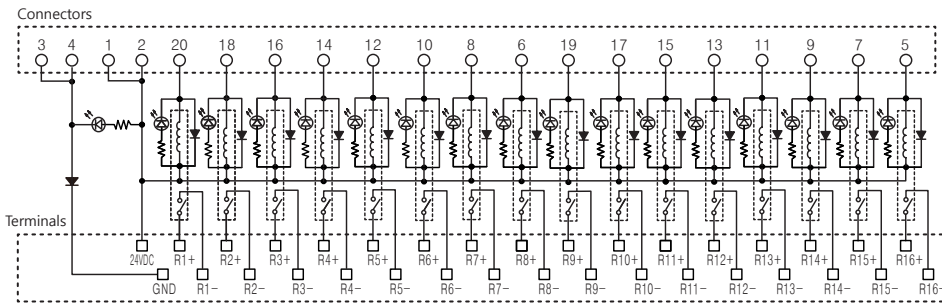 Connectors
3 4 1 2 20 18 16 14 12 10 8 6 19 17 15 13 11 9 7 5
Terminals
24VDC R1+ R2+ R3+ R4+ R5+ R6+ R7+ R8+ R9+ R10+ R11+ R12+ R13+ R14+ R15+ R16+
GND R1− R2− R3− R4− R5− R6− R7− R8− R9− R10− R11− R12− R13− R14− R15− R16−